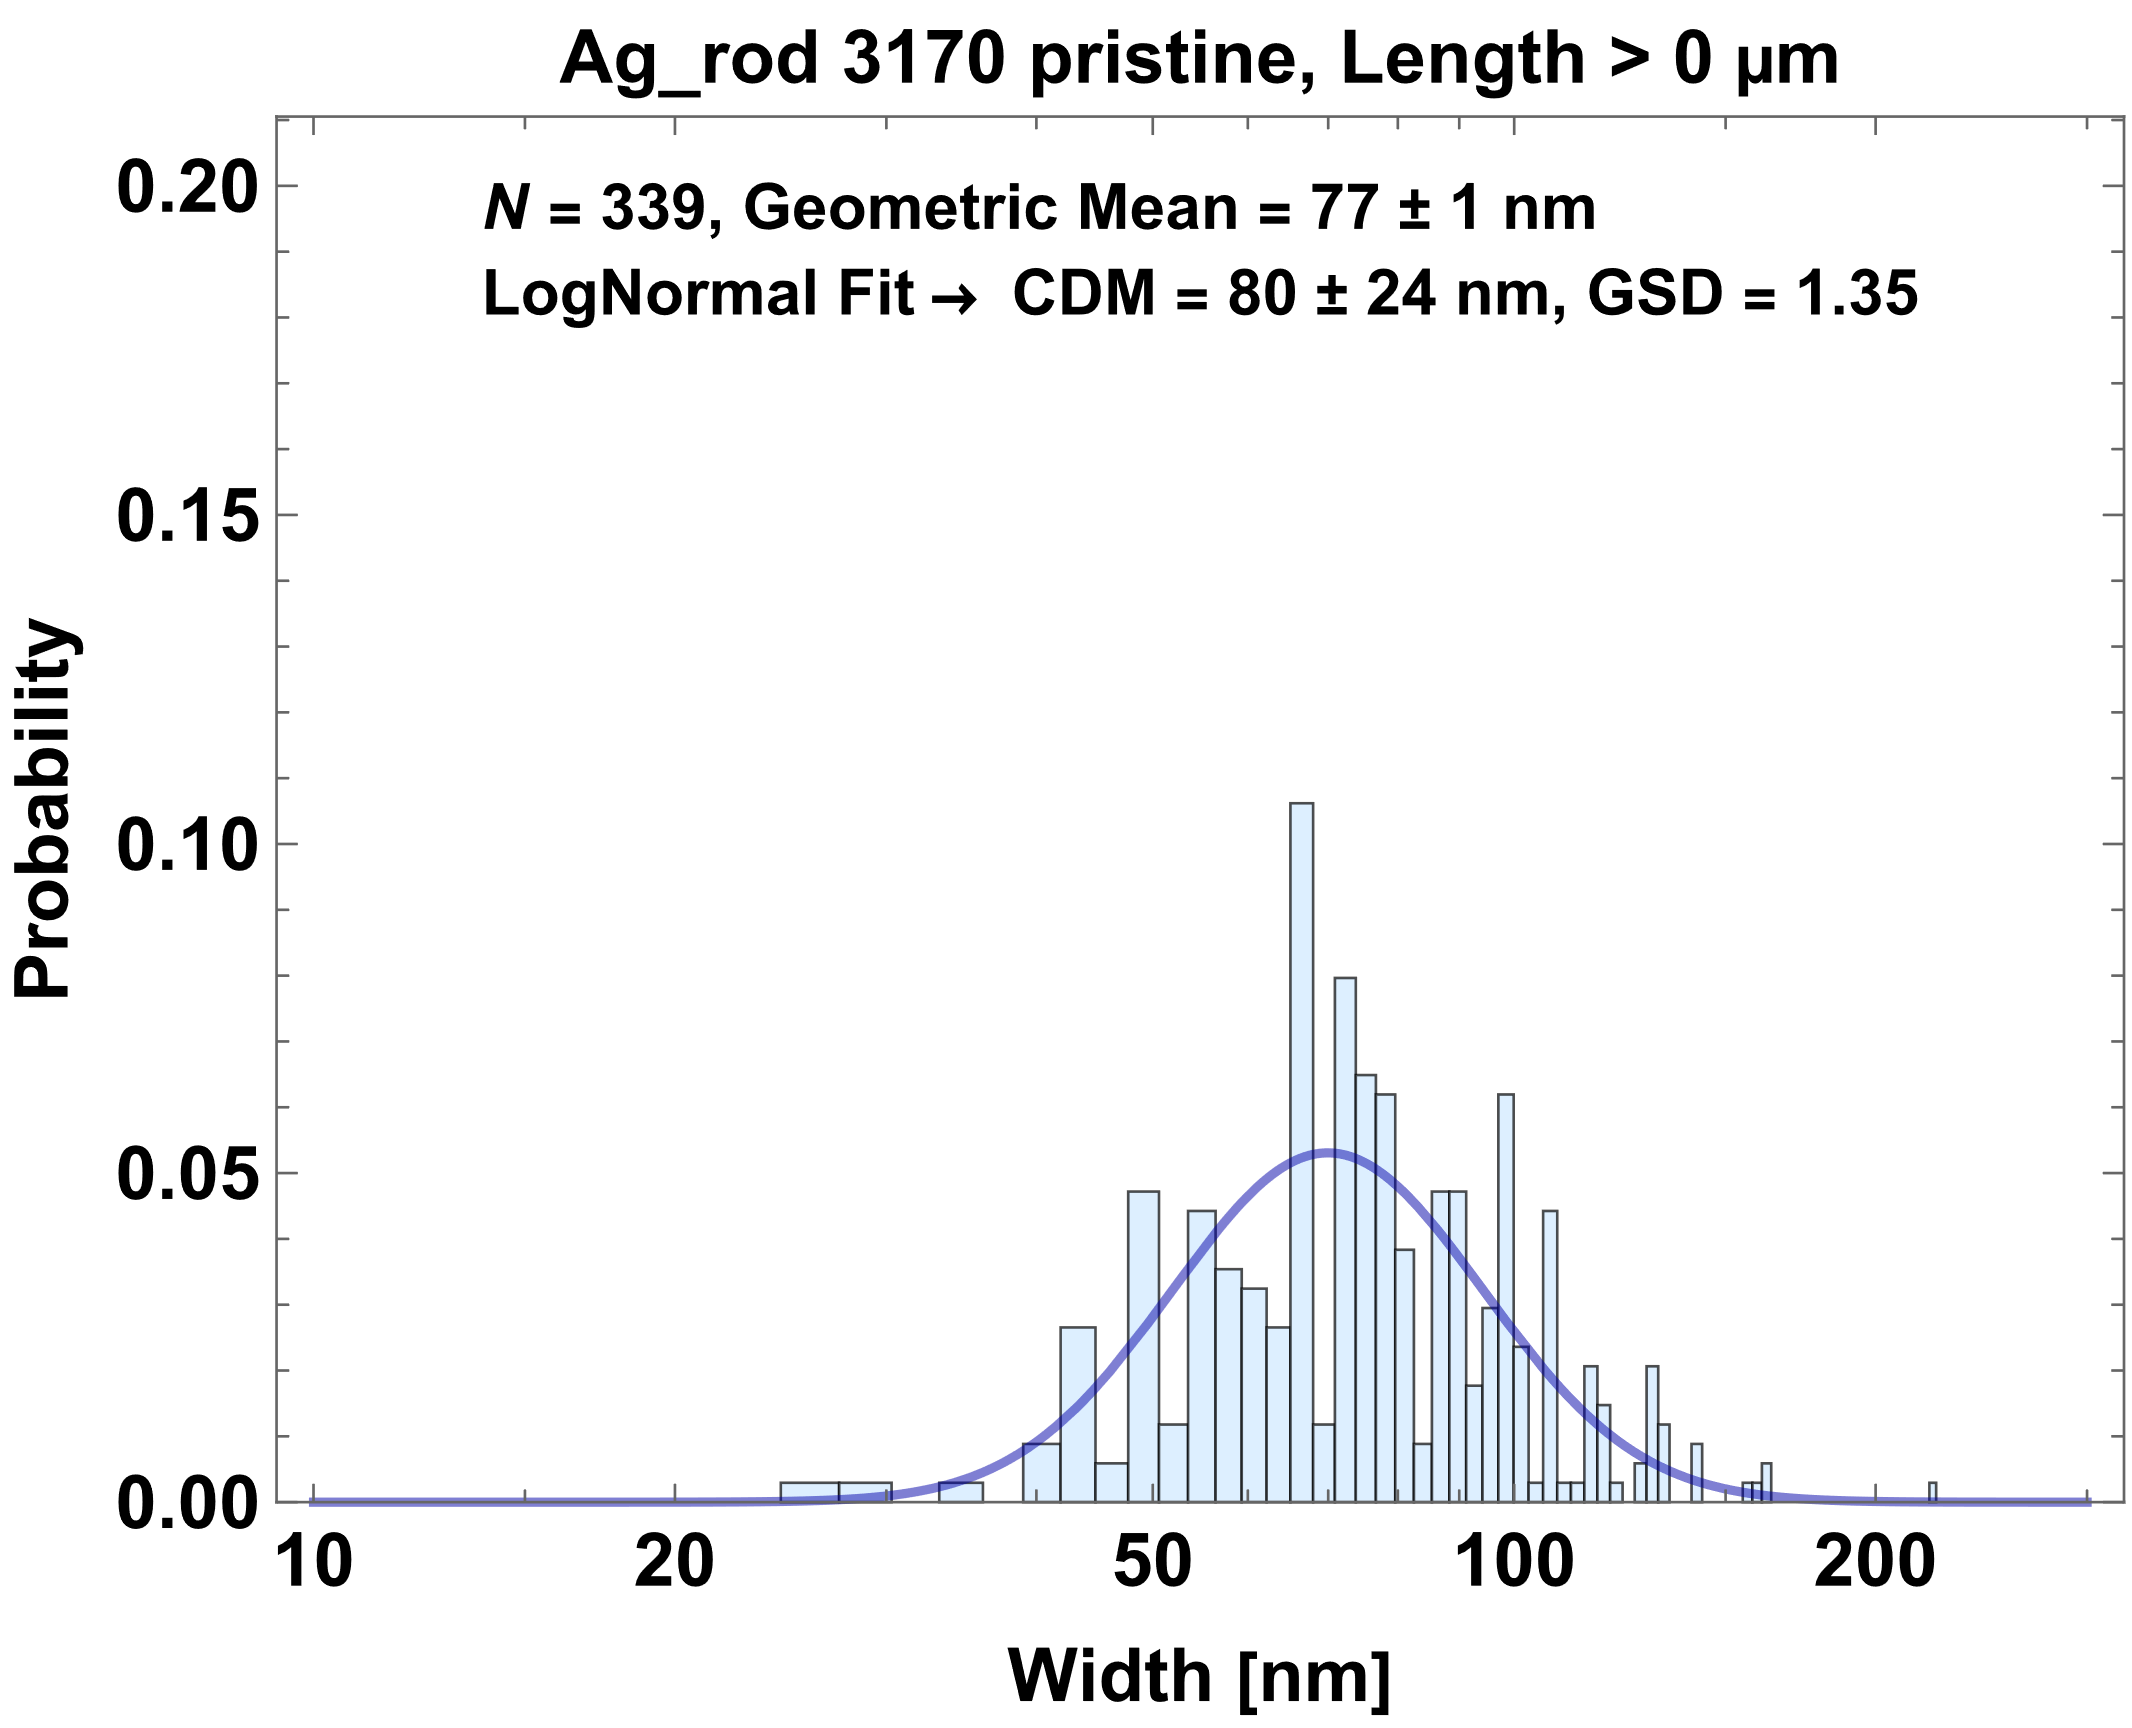 Ag_rod 3170 pristine, Length > 0 μm
N = 339, Geometric Mean = 77 ± 1 nm
LogNormal Fit → CDM = 80 ± 24 nm, GSD = 1.35
Probability
0.20
0.15
0.10
0.05
0.00
10 20 50 100 200
Width [nm]